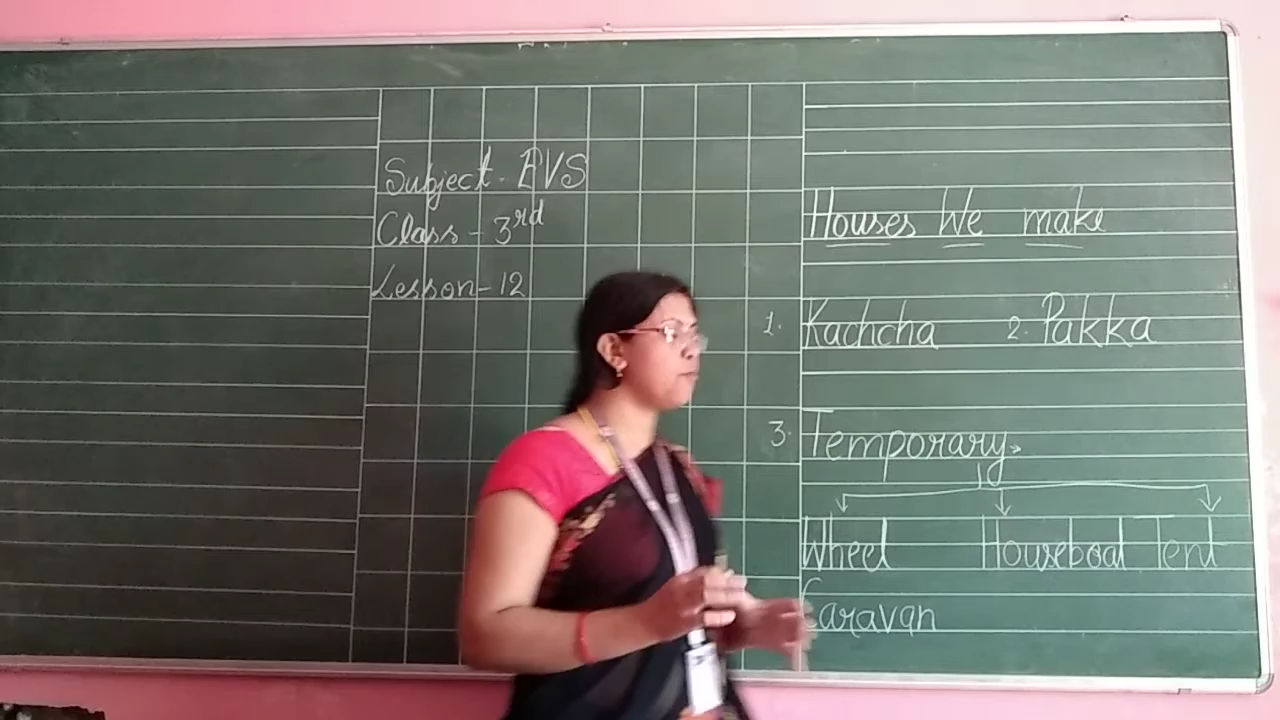 Subject - EVS
Class - 3rd
Lesson - 12
Houses We make
1. Kachcha 2. Pakka
3. Temporary
Wheel Houseboat Tent
Caravan